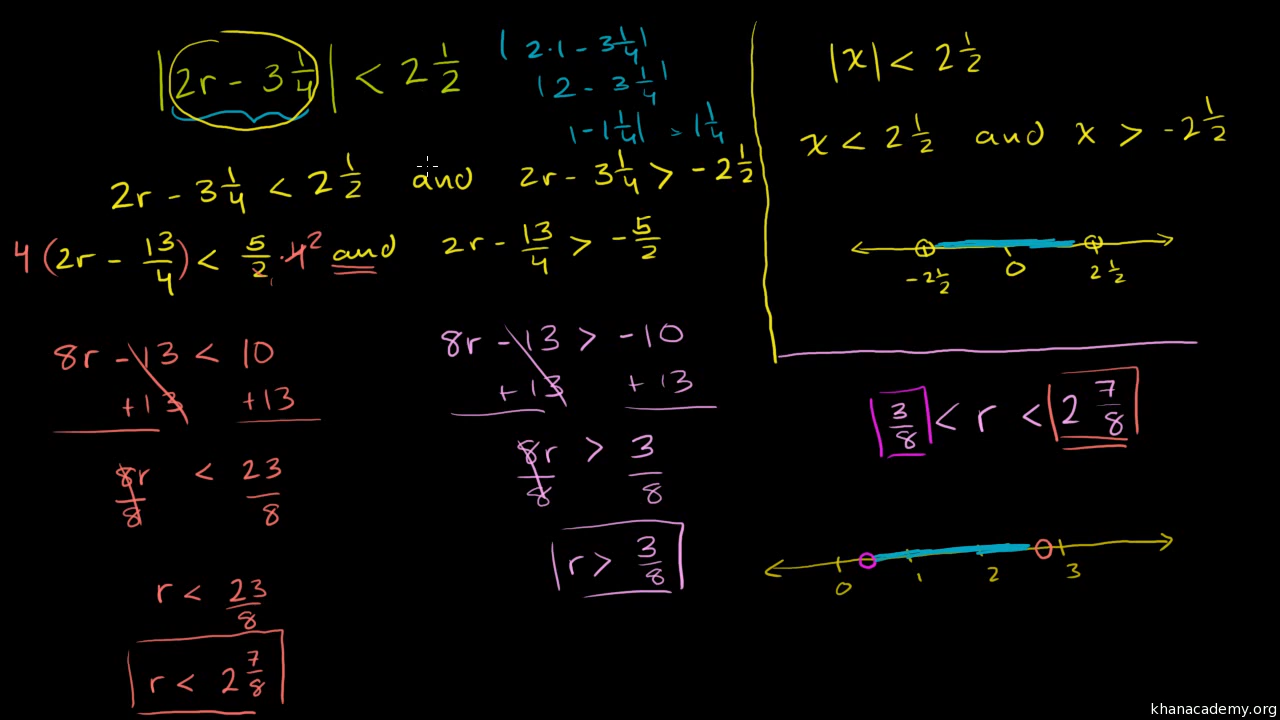 |2r - 3 1/4| < 2 1/2
|2·1 - 3 1/4|
|2 - 3 1/4|
|-1 1/4| = 1 1/4
2r - 3 1/4 < 2 1/2 and 2r - 3 1/4 > -2 1/2
4(2r - 13/4) < 5/2 · 4 2 and 2r - 13/4 > -5/2
1
8r - 13 < 10
+13 +13
8r/8 < 23/8
r < 23/8
r < 2 7/8
8r - 13 > -10
+13 +13
8r/8 > 3/8
r > 3/8
|x| < 2 1/2
x < 2 1/2 and x > -2 1/2
-2 1/2 0 2 1/2
3/8 < r < 2 7/8
0 1 2 3
khanacademy.org